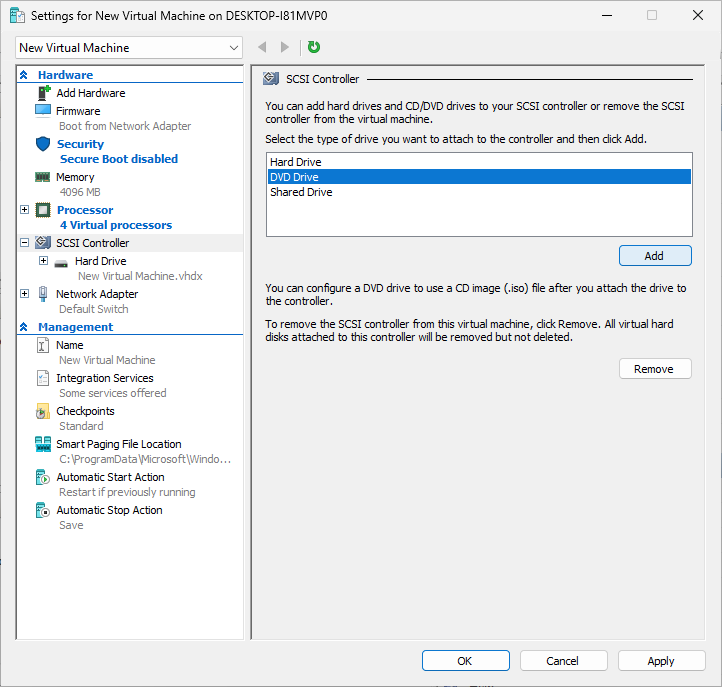 Settings for New Virtual Machine on DESKTOP-I81MVP0
New Virtual Machine
Hardware
Add Hardware
Firmware
Boot from Network Adapter
Security
Secure Boot disabled
Memory
4096 MB
Processor
4 Virtual processors
SCSI Controller
Hard Drive
New Virtual Machine.vhdx
Network Adapter
Default Switch
Management
Name
New Virtual Machine
Integration Services
Some services offered
Checkpoints
Standard
Smart Paging File Location
C:\ProgramData\Microsoft\Windo...
Automatic Start Action
Restart if previously running
Automatic Stop Action
Save
SCSI Controller
You can add hard drives and CD/DVD drives to your SCSI controller or remove the SCSI
controller from the virtual machine.
Select the type of drive you want to attach to the controller and then click Add.
Hard Drive
DVD Drive
Shared Drive
Add
You can configure a DVD drive to use a CD image (.iso) file after you attach the drive to
the controller.
To remove the SCSI controller from this virtual machine, click Remove. All virtual hard
disks attached to this controller will be removed but not deleted.
Remove
OK
Cancel
Apply